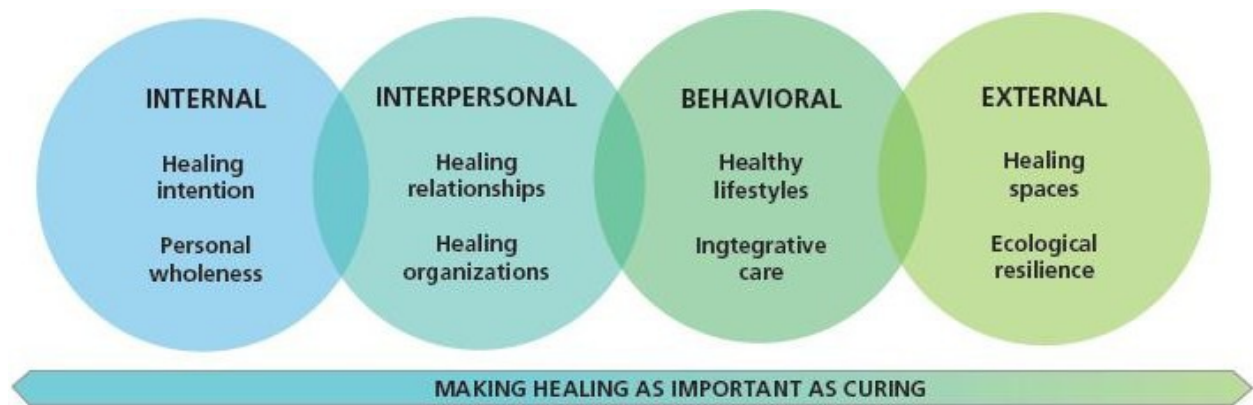 INTERNAL
Healing
intention
Personal
wholeness
INTERPERSONAL
Healing
relationships
Healing
organizations
BEHAVIORAL
Healthy
lifestyles
Ingtegrative
care
EXTERNAL
Healing
spaces
Ecological
resilience
MAKING HEALING AS IMPORTANT AS CURING